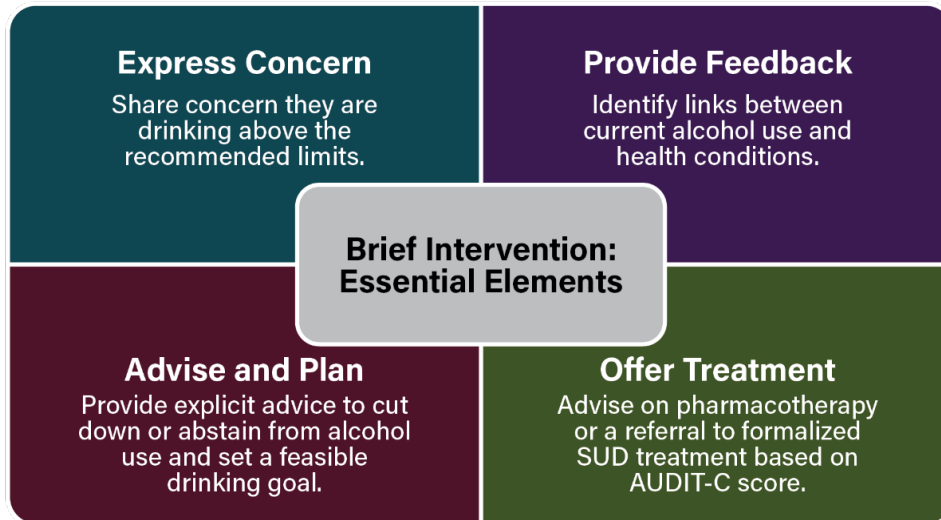 Express Concern
Share concern they are
drinking above the
recommended limits.
Provide Feedback
Identify links between
current alcohol use and
health conditions.
Brief Intervention:
Essential Elements
Advise and Plan
Provide explicit advice to cut
down or abstain from alcohol
use and set a feasible
drinking goal.
Offer Treatment
Advise on pharmacotherapy
or a referral to formalized
SUD treatment based on
AUDIT-C score.